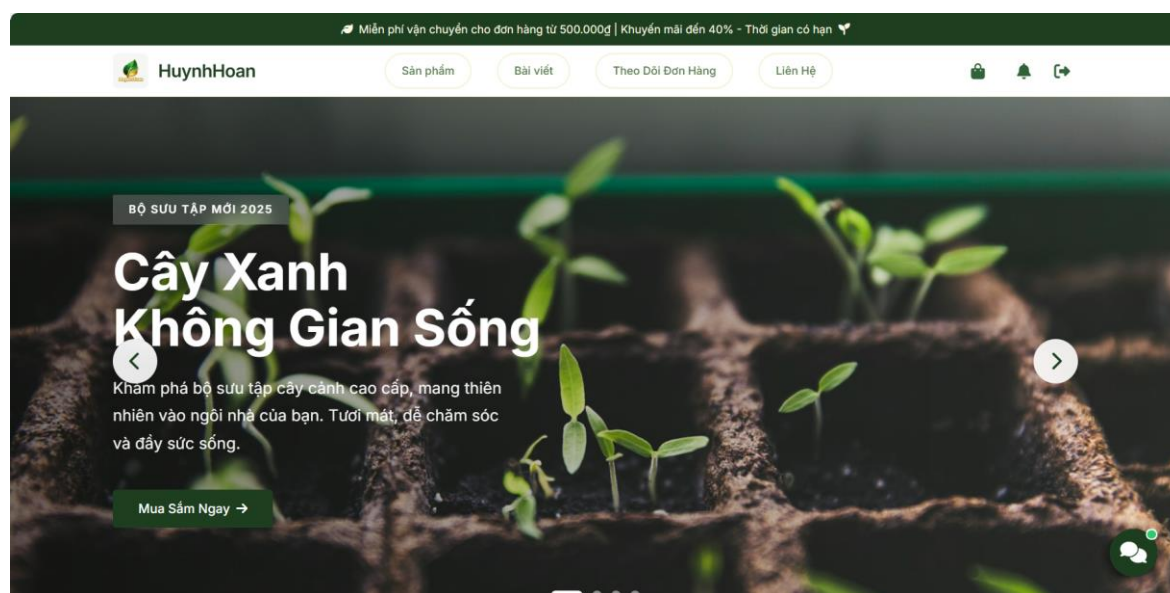 Miễn phí vận chuyển cho đơn hàng từ 500.000₫ | Khuyến mãi đến 40% - Thời gian có hạn
HuynhHoan
Sản phẩm
Bài viết
Theo Dõi Đơn Hàng
Liên Hệ
BỘ SƯU TẬP MỚI 2025
Cây Xanh
Không Gian Sống
Khám phá bộ sưu tập cây cảnh cao cấp, mang thiên
nhiên vào ngôi nhà của bạn. Tươi mát, dễ chăm sóc
và đầy sức sống.
Mua Sắm Ngay →